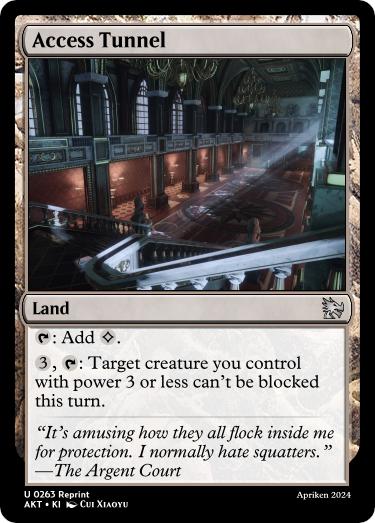 Access Tunnel
Land
: Add .
3, : Target creature you control
with power 3 or less can't be blocked
this turn.
“It's amusing how they all flock inside me
for protection. I normally hate squatters.”
—The Argent Court
U 0263 Reprint
AKT • KI Cui Xiaoyu
Apriken 2024